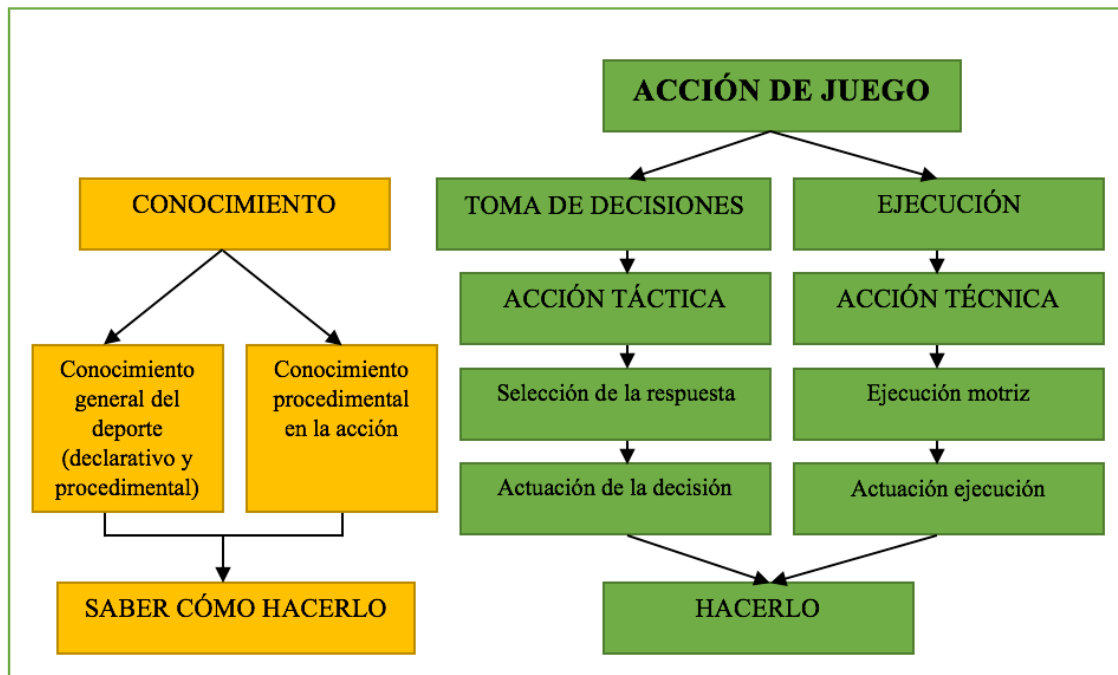 ACCIÓN DE JUEGO
CONOCIMIENTO
TOMA DE DECISIONES
EJECUCIÓN
ACCIÓN TÁCTICA
ACCIÓN TÉCNICA
Conocimiento
general del
deporte
(declarativo y
procedimental)
Conocimiento
procedimental
en la acción
Selección de la respuesta
Ejecución motriz
Actuación de la decisión
Actuación ejecución
SABER CÓMO HACERLO
HACERLO